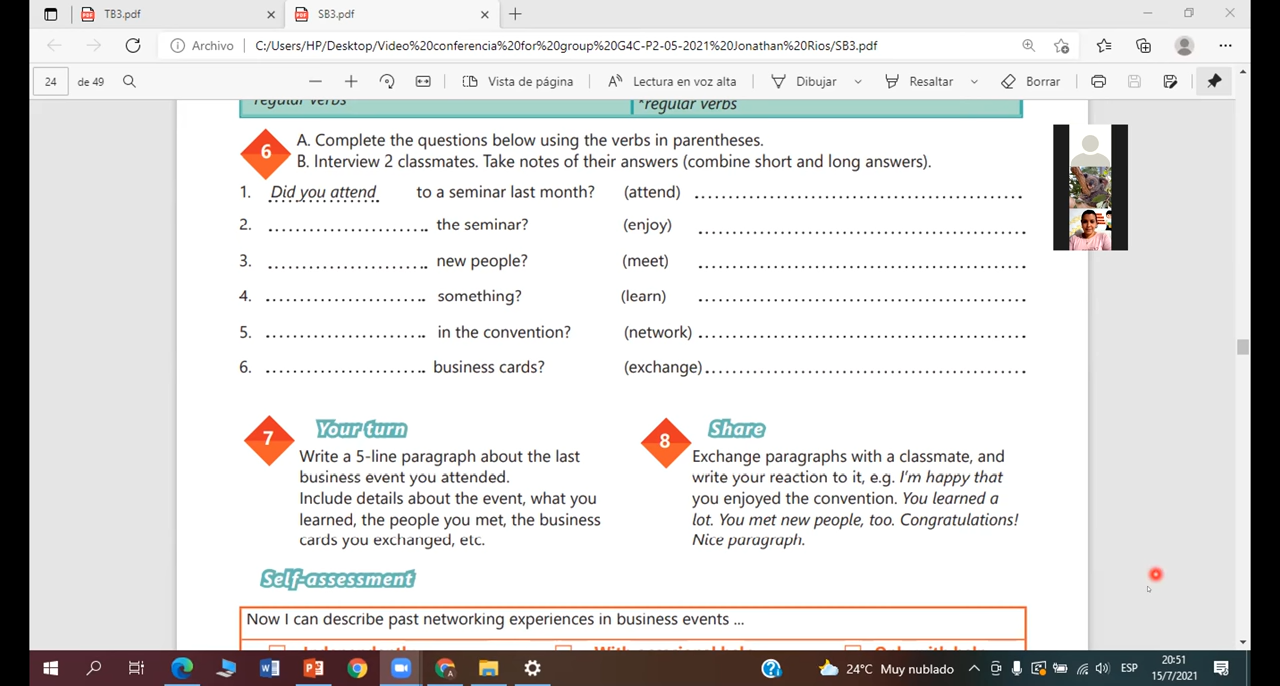 TB3.pdf
SB3.pdf
Archivo
C:/Users/HP/Desktop/Video%20conferencia%20for%20group%20G4C-P2-05-2021%20Jonathan%20Rios/SB3.pdf
24 de 49
Vista de página
Lectura en voz alta
Dibujar
Resaltar
Borrar
regular verbs
*regular verbs
6
A. Complete the questions below using the verbs in parentheses.
B. Interview 2 classmates. Take notes of their answers (combine short and long answers).
1. Did you attend to a seminar last month? (attend)
2. the seminar? (enjoy)
3. new people? (meet)
4. something? (learn)
5. in the convention? (network)
6. business cards? (exchange)
7 Your turn
Write a 5-line paragraph about the last
business event you attended.
Include details about the event, what you
learned, the people you met, the business
cards you exchanged, etc.
8 Share
Exchange paragraphs with a classmate, and
write your reaction to it, e.g. I'm happy that
you enjoyed the convention. You learned a
lot. You met new people, too. Congratulations!
Nice paragraph.
Self-assessment
Now I can describe past networking experiences in business events ...
24°C Muy nublado
ESP
20:51
15/7/2021